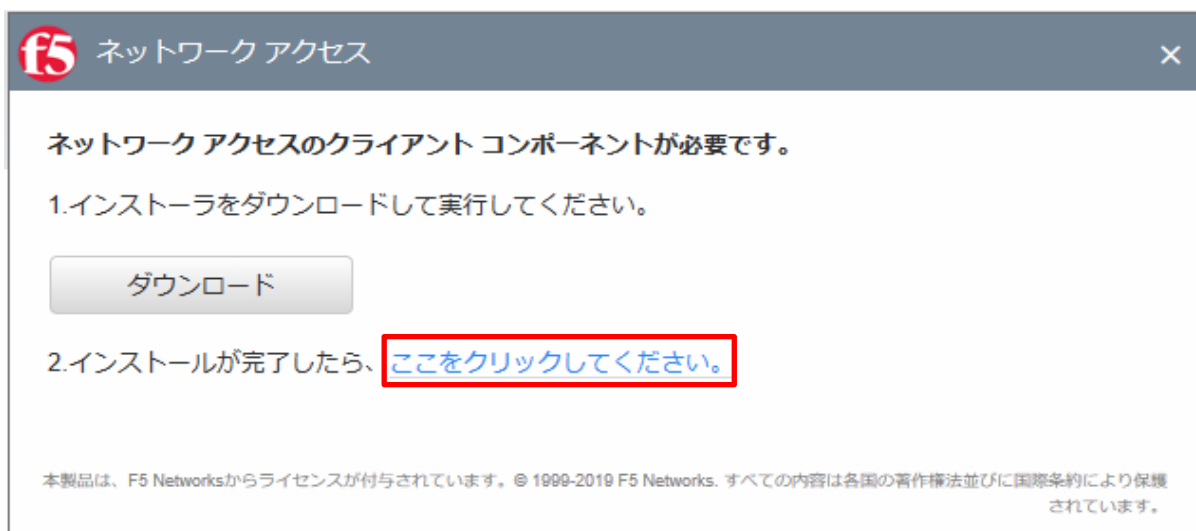 f5 ネットワーク アクセス ×
ネットワーク アクセスのクライアント コンポーネントが必要です。
1.インストーラをダウンロードして実行してください。
ダウンロード
2.インストールが完了したら、ここをクリックしてください。
本製品は、F5 Networksからライセンスが付与されています。© 1999-2019 F5 Networks. すべての内容は各国の著作権法並びに国際条約により保護
されています。